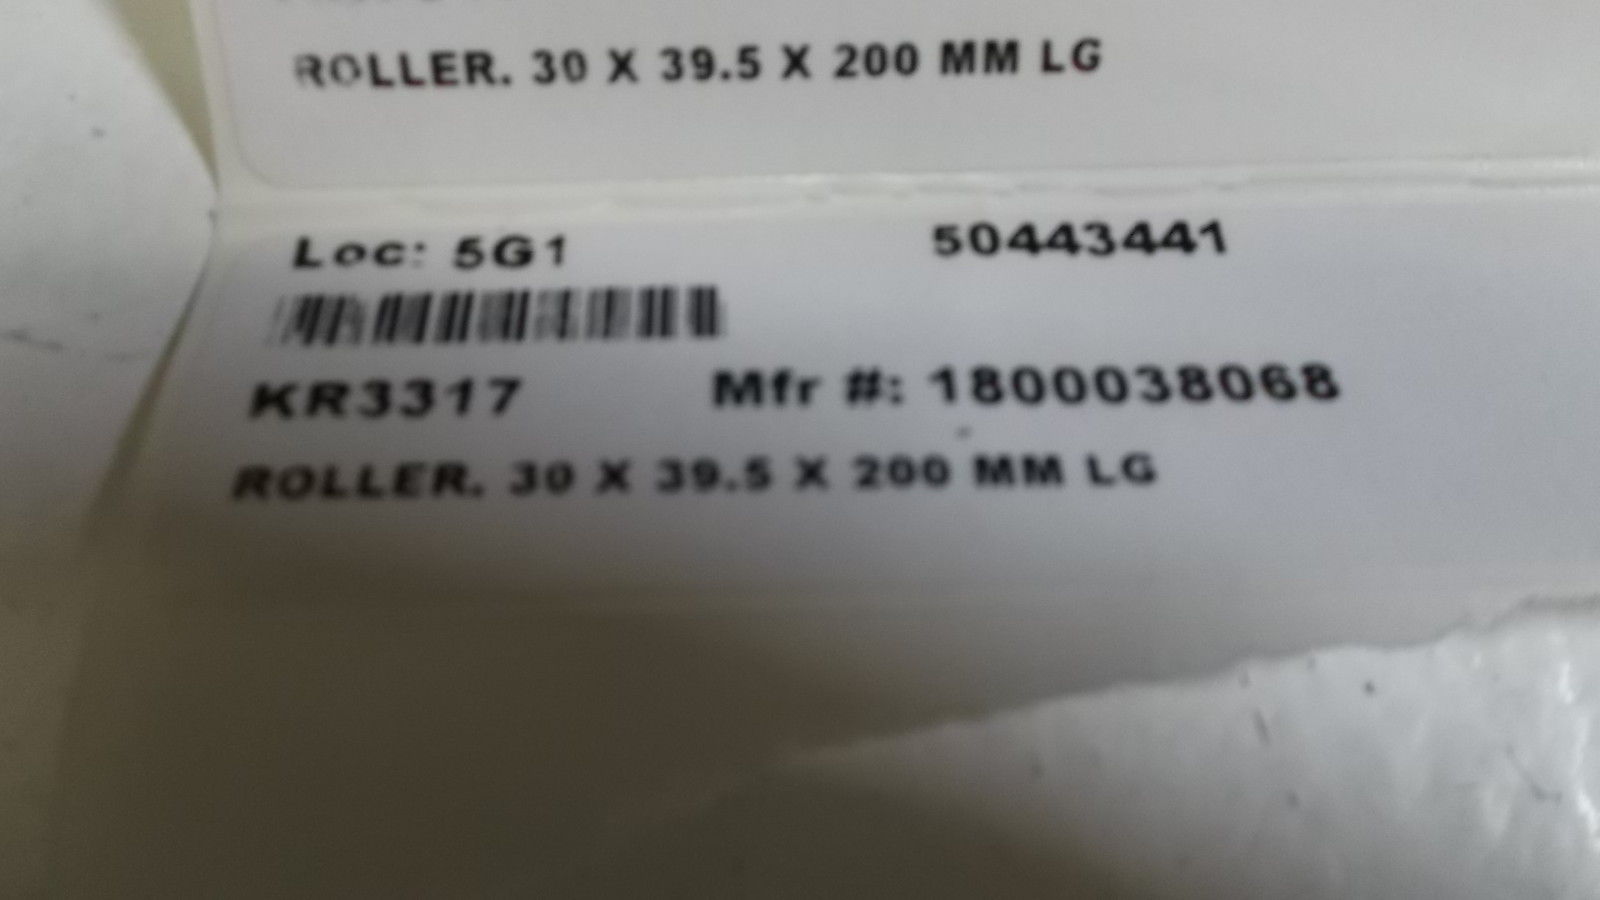 ROLLER. 30 X 39.5 X 200 MM LG
Loc: 5G1 50443441
KR3317 Mfr #: 1800038068
ROLLER. 30 X 39.5 X 200 MM LG